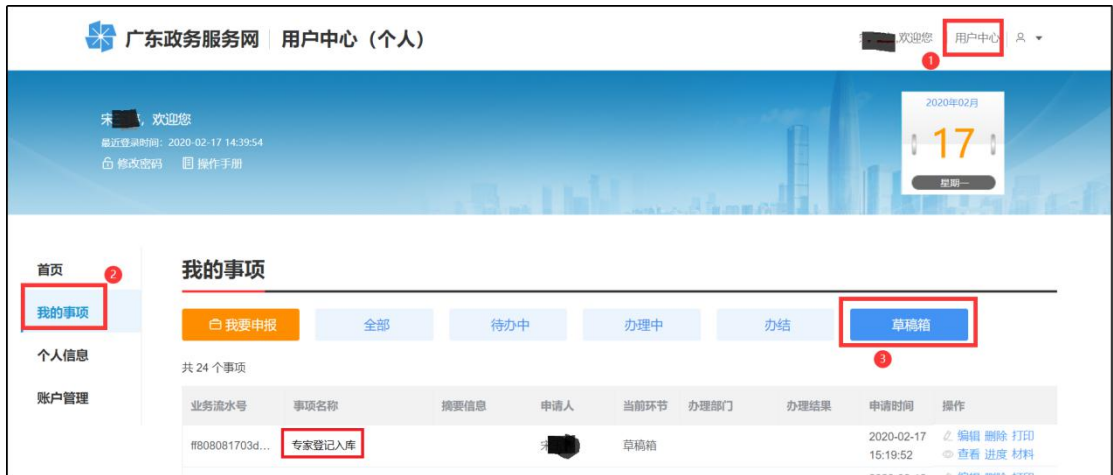 广东政务服务网 用户中心（个人） 欢迎您 用户中心
1
宋 , 欢迎您
最近登录时间：2020-02-17 14:39:54
修改密码 操作手册
2020年02月
17
星期一
首页 2
我的事项
个人信息
账户管理
我的事项
我要申报 全部 待办中 办理中 办结 草稿箱
3
共 24 个事项
业务流水号 事项名称 摘要信息 申请人 当前环节 办理部门 办理结果 申请时间 操作
ff808081703d... 专家登记入库 宋 草稿箱 2020-02-17 编辑 删除 打印
15:19:52 查看 进度 材料